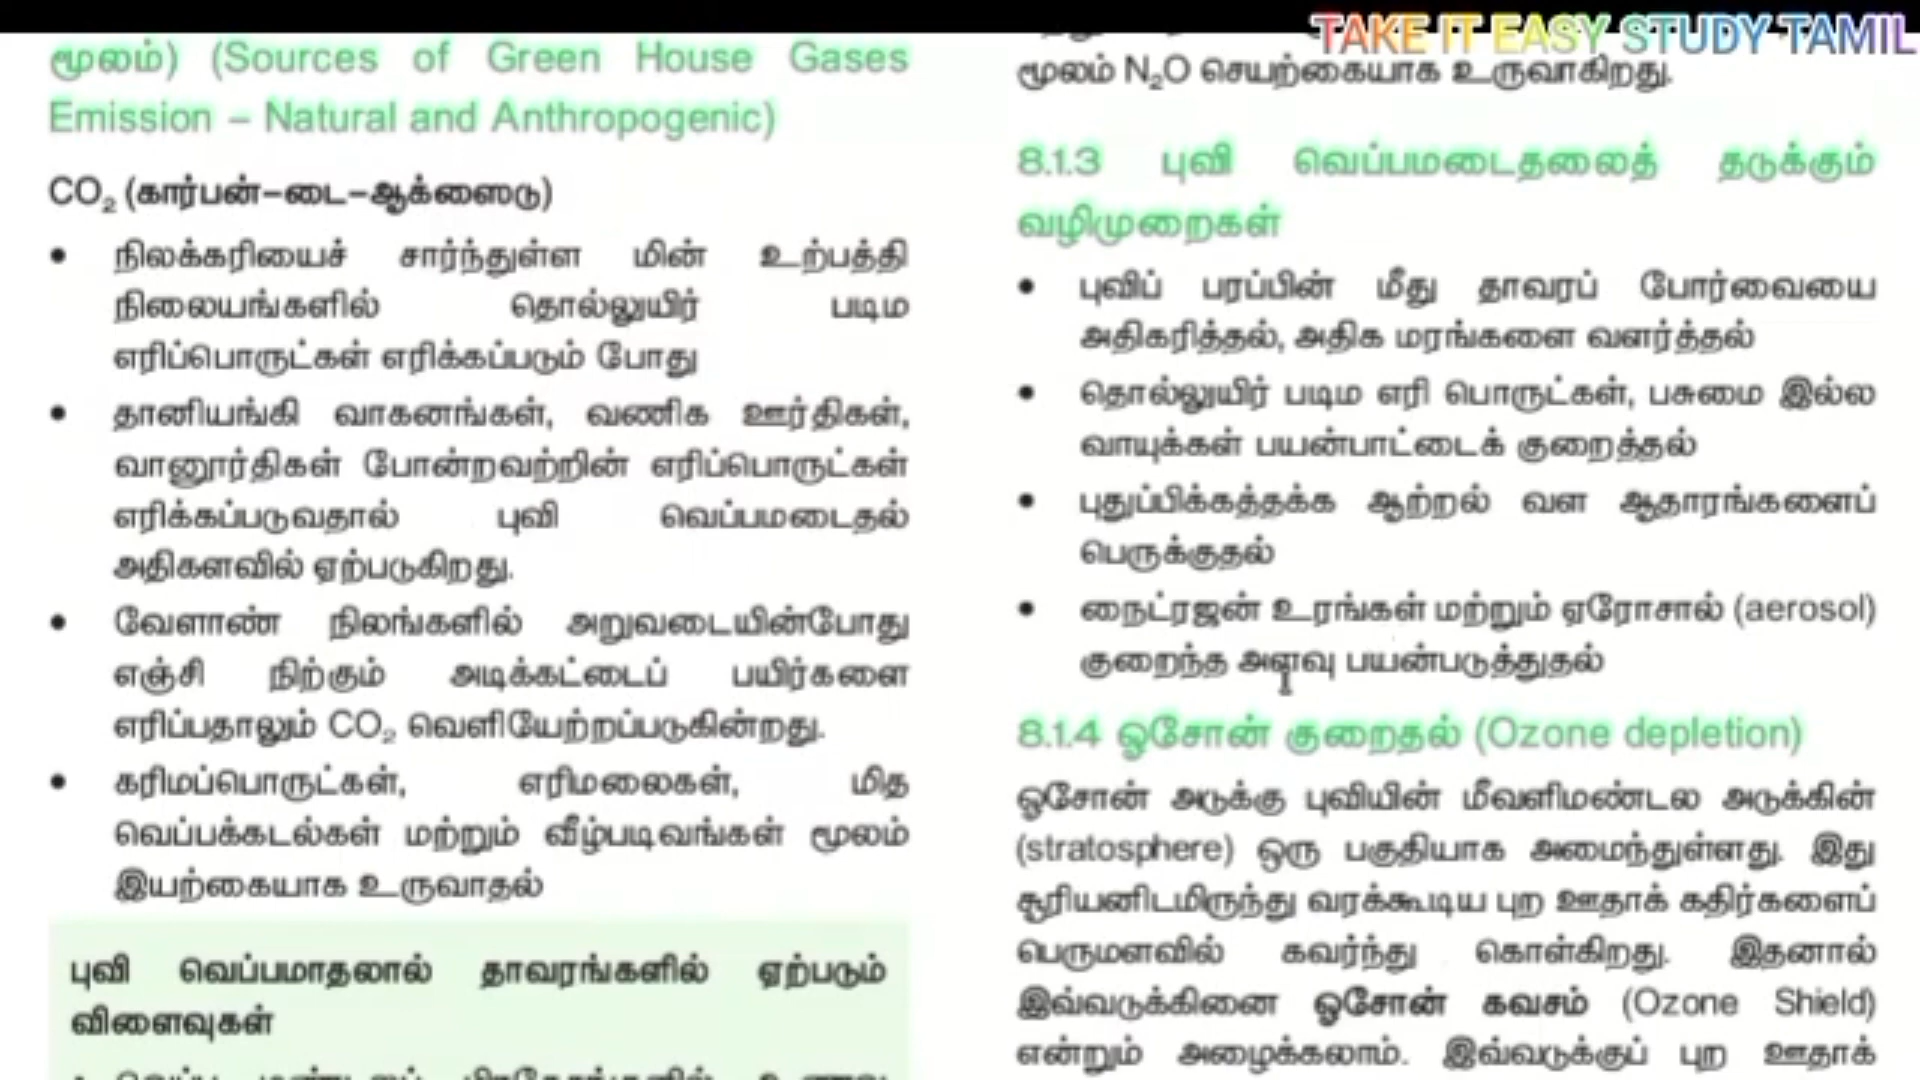 TAKE IT EASY STUDY TAMIL
மூலம்) (Sources of Green House Gases
Emission – Natural and Anthropogenic)
CO₂ (கார்பன்–டை–ஆக்ஸைடு)
• நிலக்கரியைச் சார்ந்துள்ள மின் உற்பத்தி
நிலையங்களில் தொல்லுயிர் படிம
எரிப்பொருட்கள் எரிக்கப்படும் போது
• தானியங்கி வாகனங்கள், வணிக ஊர்திகள்,
வானூர்திகள் போன்றவற்றின் எரிப்பொருட்கள்
எரிக்கப்படுவதால் புவி வெப்பமடைதல்
அதிகளவில் ஏற்படுகிறது.
• வேளாண் நிலங்களில் அறுவடையின்போது
எஞ்சி நிற்கும் அடிக்கட்டைப் பயிர்களை
எரிப்பதாலும் CO₂ வெளியேற்றப்படுகின்றது.
• கரிமப்பொருட்கள், எரிமலைகள், மித
வெப்பக்கடல்கள் மற்றும் வீழ்படிவங்கள் மூலம்
இயற்கையாக உருவாதல்
புவி வெப்பமாதலால் தாவரங்களில் ஏற்படும்
விளைவுகள்
மூலம் N₂O செயற்கையாக உருவாகிறது.
8.1.3 புவி வெப்பமடைதலைத் தடுக்கும்
வழிமுறைகள்
• புவிப் பரப்பின் மீது தாவரப் போர்வையை
அதிகரித்தல், அதிக மரங்களை வளர்த்தல்
• தொல்லுயிர் படிம எரி பொருட்கள், பசுமை இல்ல
வாயுக்கள் பயன்பாட்டைக் குறைத்தல்
• புதுப்பிக்கத்தக்க ஆற்றல் வள ஆதாரங்களைப்
பெருக்குதல்
• நைட்ரஜன் உரங்கள் மற்றும் ஏரோசால் (aerosol)
குறைந்த அளவு பயன்படுத்துதல்
8.1.4 ஓசோன் குறைதல் (Ozone depletion)
ஓசோன் அடுக்கு புவியின் மீவளிமண்டல அடுக்கின்
(stratosphere) ஒரு பகுதியாக அமைந்துள்ளது. இது
சூரியனிடமிருந்து வரக்கூடிய புற ஊதாக் கதிர்களைப்
பெருமளவில் கவர்ந்து கொள்கிறது. இதனால்
இவ்வடுக்கினை ஓசோன் கவசம் (Ozone Shield)
என்றும் அழைக்கலாம். இவ்வடுக்குப் புற ஊதாக்